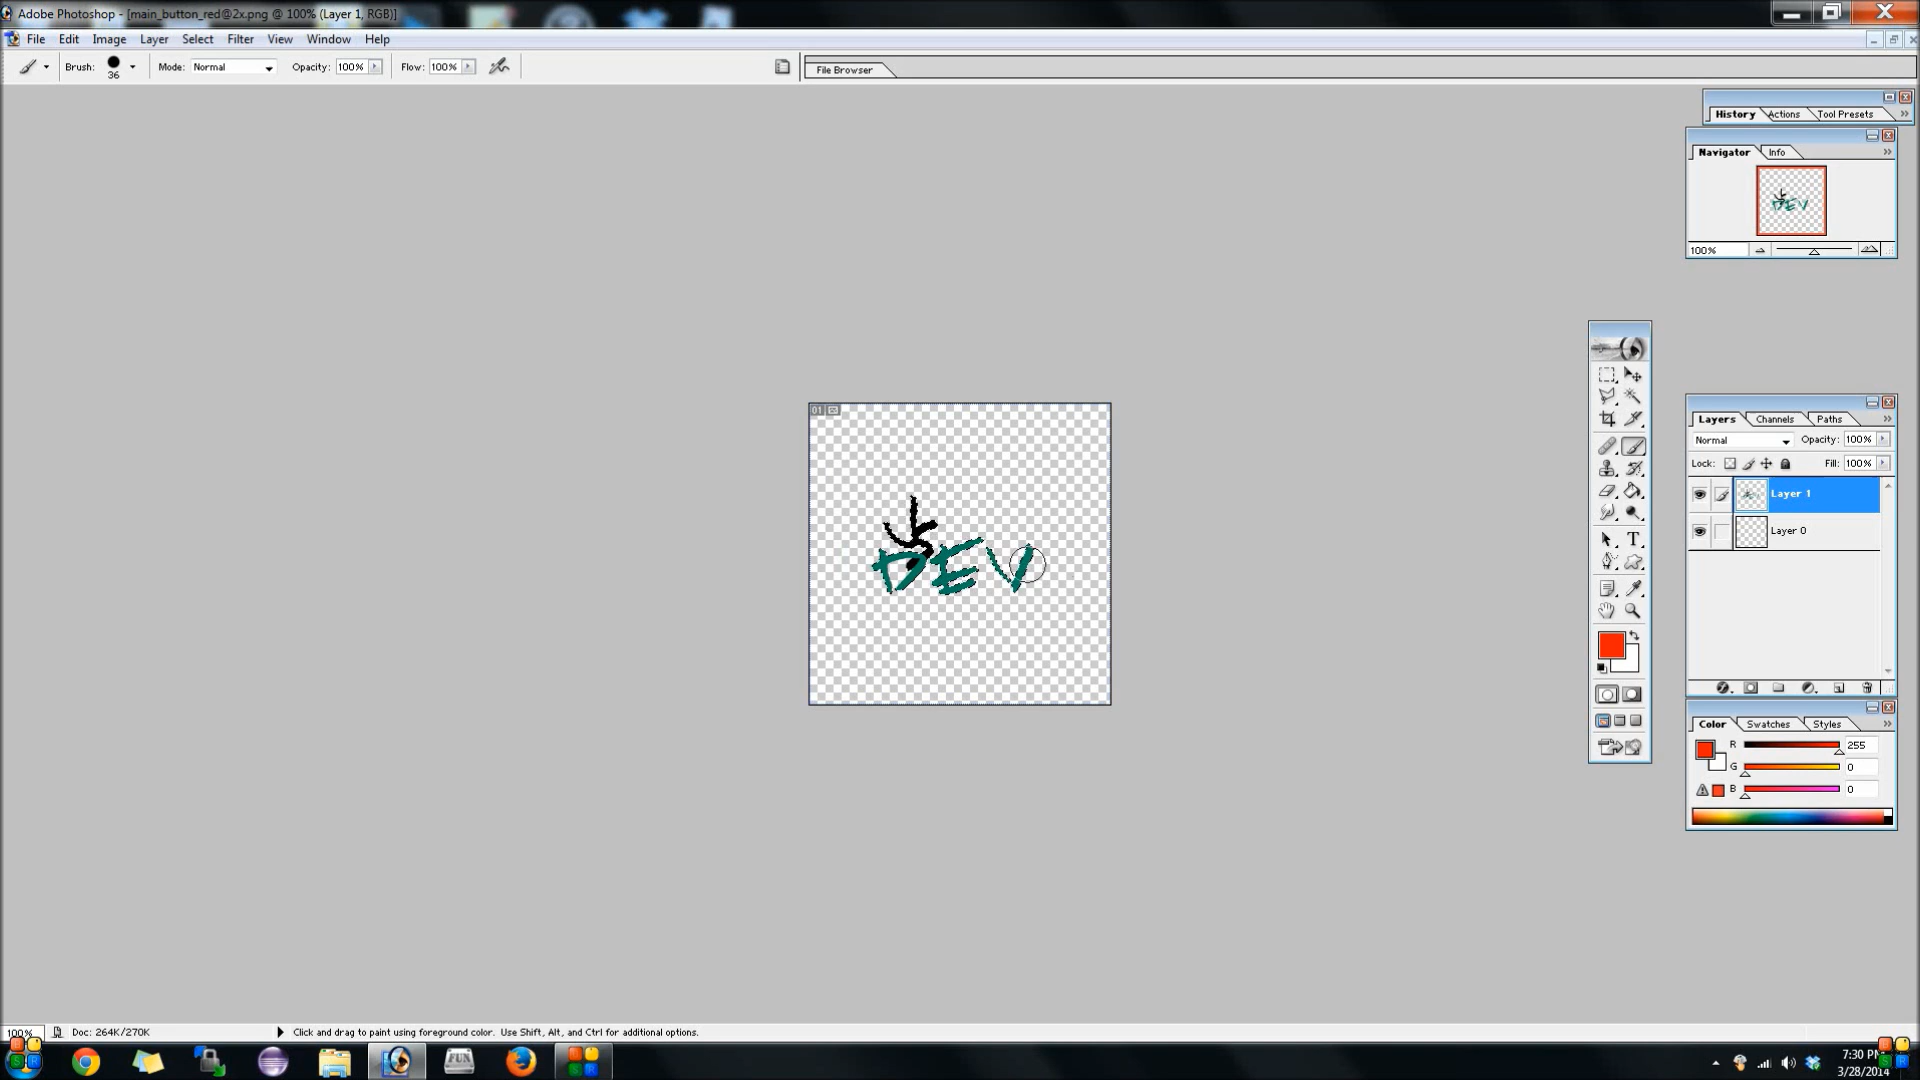 Adobe Photoshop - [main_button_red@2x.png @ 100% (Layer 1, RGB)]
File Edit Image Layer Select Filter View Window Help
Brush: 36 Mode: Normal Opacity: 100% Flow: 100% File Browser
History Actions Tool Presets
Navigator Info
100%
01
DEV
Layers Channels Paths
Normal Opacity: 100%
Lock: Fill: 100%
Layer 1
Layer 0
Color Swatches Styles
R 255
G 0
B 0
100% Doc: 264K/270K Click and drag to paint using foreground color. Use Shift, Alt, and Ctrl for additional options.
FUN
7:30 PM
3/28/2014